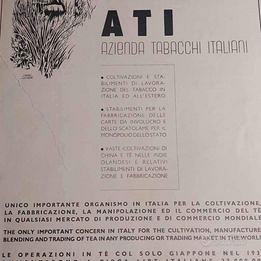 ATI
AZIENDA TABACCHI ITALIANI
COLTIVAZIONI E STA-
BILIMENTI DI LAVORA-
ZIONE DEL TABACCO IN
ITALIA ED ALL'ESTERO
STABILIMENTI PER LA
FABBRICAZIONE DELLE
CARTE DA INVOLUCRO E
DELLO SCATOLAME PER IL
MONOPOLIO DELLO STATO
VASTE COLTIVAZIONI DI
CHINA E TÈ NELLE INDIE
OLANDESI E RELATIVI
STABILIMENTI DI LAVORA-
ZIONE E FABBRICAZIONE
UNICO IMPORTANTE ORGANISMO IN ITALIA PER LA COLTIVAZIONE,
LA FABBRICAZIONE, LA MANIPOLAZIONE ED IL COMMERCIO DEL TÈ
IN QUALSIASI MERCATO DI PRODUZIONE E DI COMMERCIO MONDIALE
THE ONLY IMPORTANT CONCERN IN ITALY FOR THE CULTIVATION, MANUFACTURE
BLENDING AND TRADING OF TEA IN ANY PRODUCING OR TRADING MARKET IN THE WORLD
LE OPERAZIONI IN TÈ COL SOLO GIAPPONE NEL 193